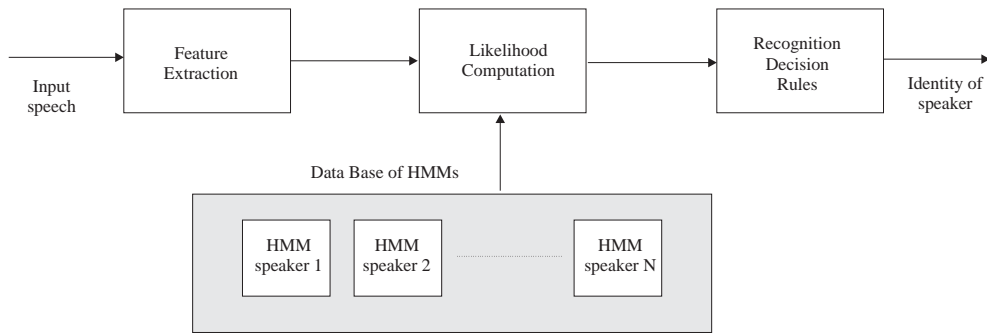 Feature
Extraction
Likelihood
Computation
Recognition
Decision
Rules
Input
speech
Identity of
speaker
Data Base of HMMs
HMM
speaker 1
HMM
speaker 2
HMM
speaker N